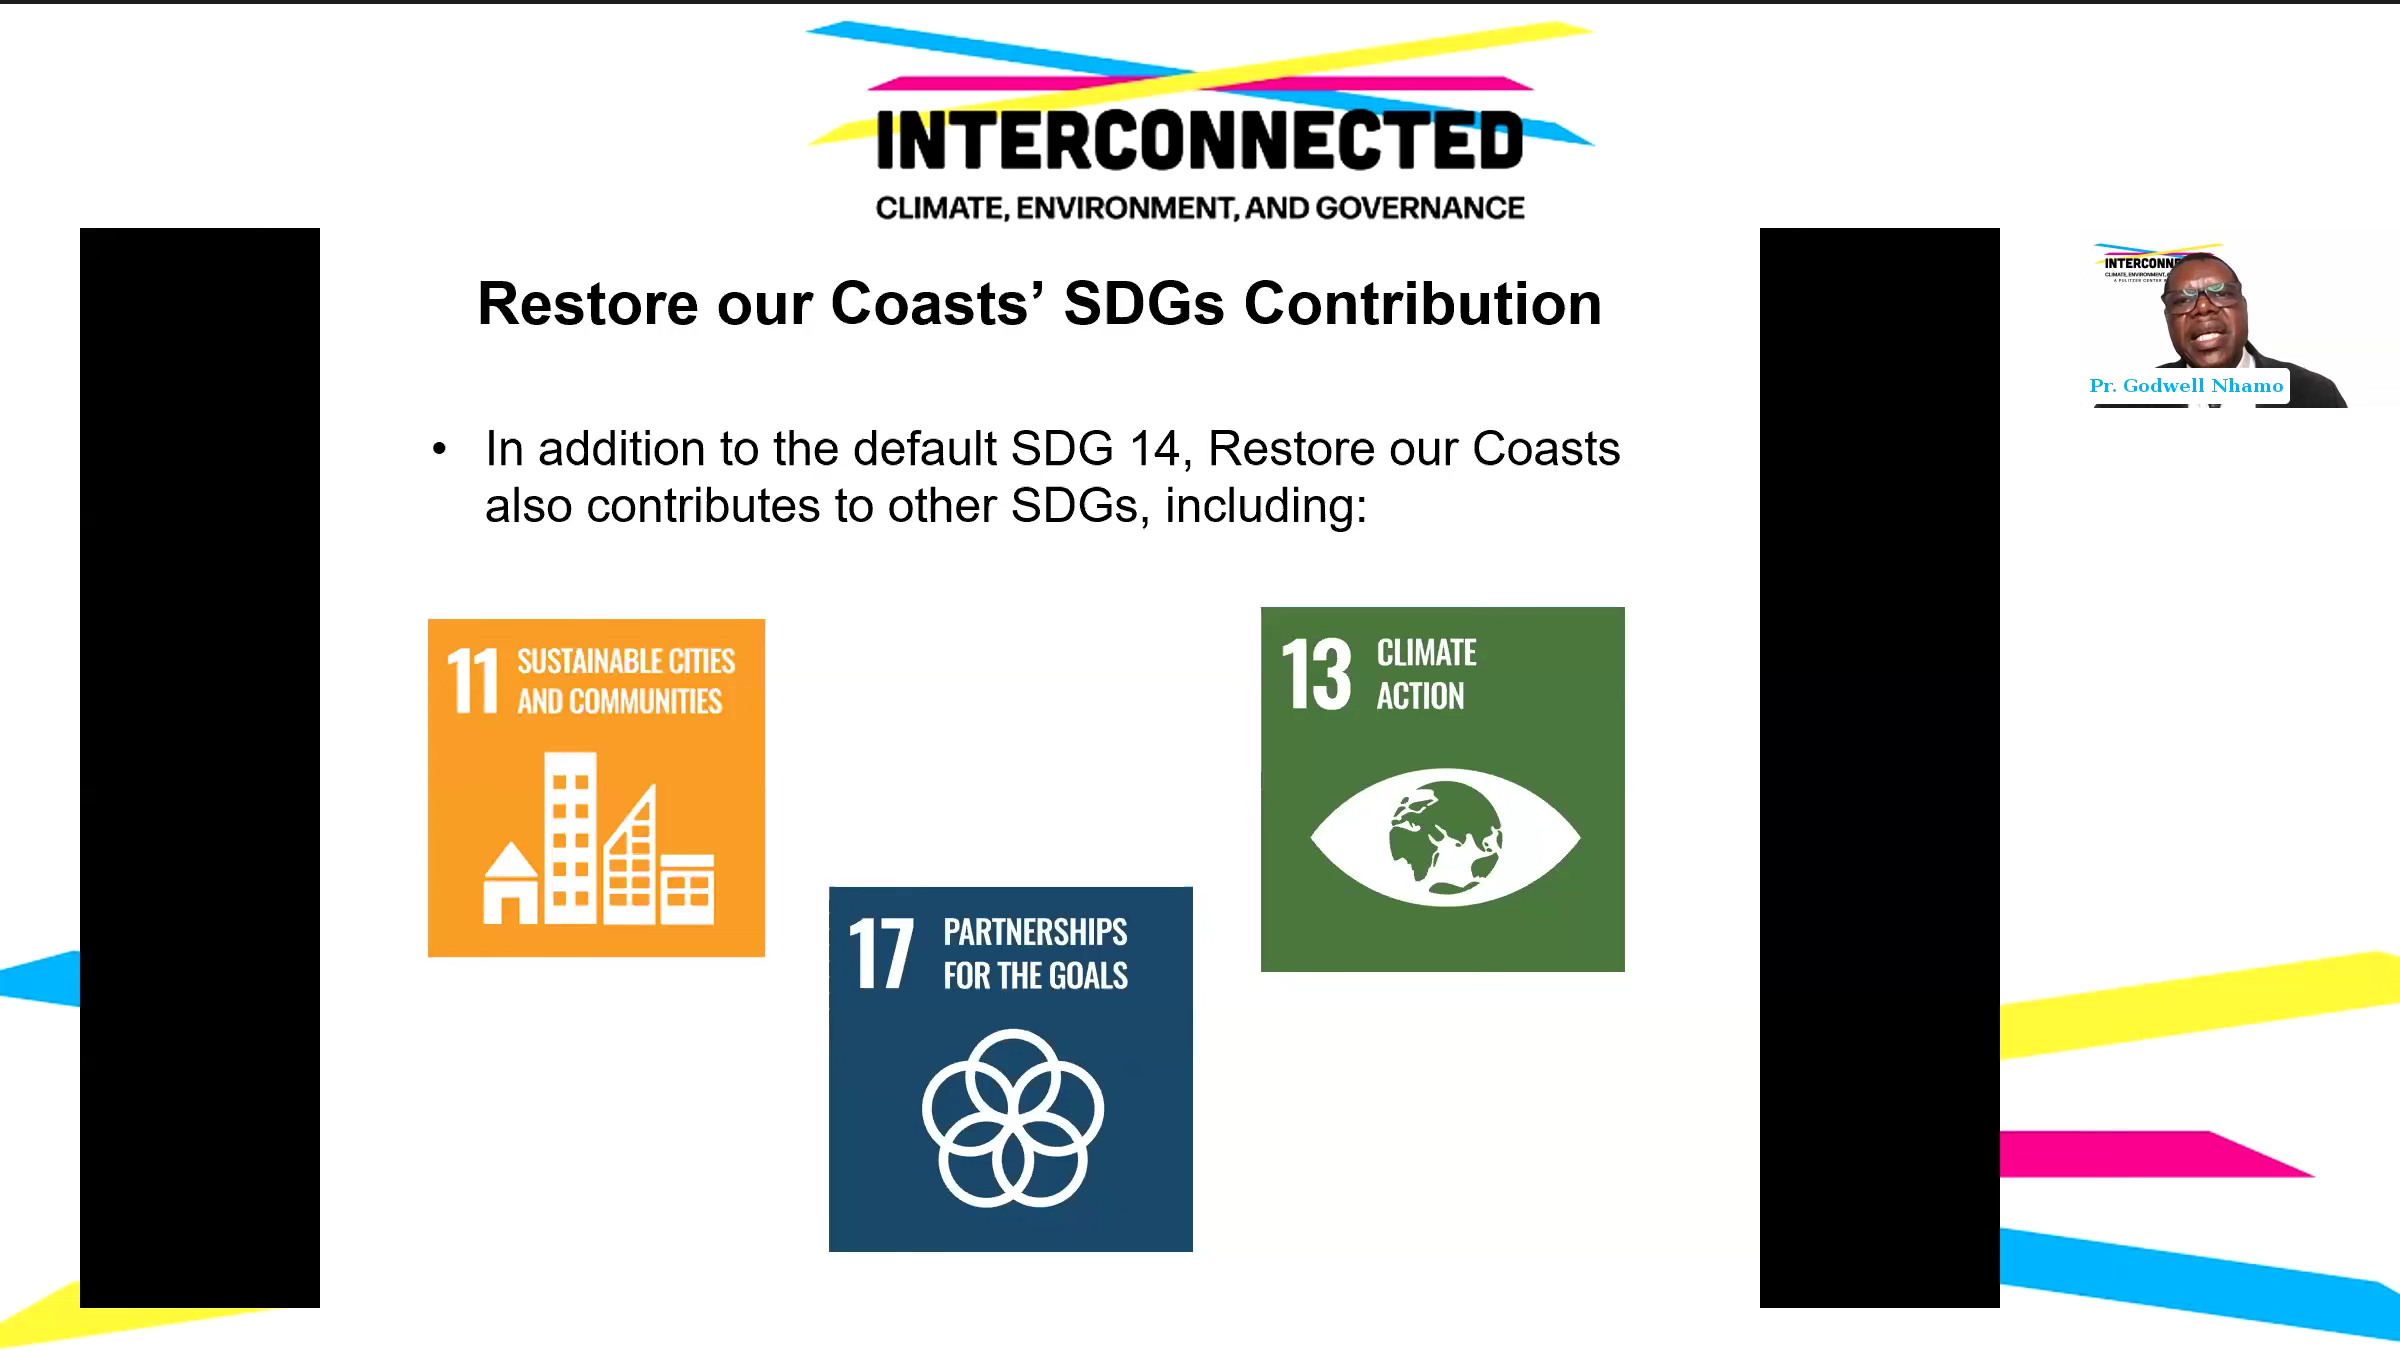 INTERCONNECTED
CLIMATE, ENVIRONMENT, AND GOVERNANCE
Restore our Coasts’ SDGs Contribution
• In addition to the default SDG 14, Restore our Coasts
also contributes to other SDGs, including:
11 SUSTAINABLE CITIES
AND COMMUNITIES
13 CLIMATE
ACTION
17 PARTNERSHIPS
FOR THE GOALS
Pr. Godwell Nhamo